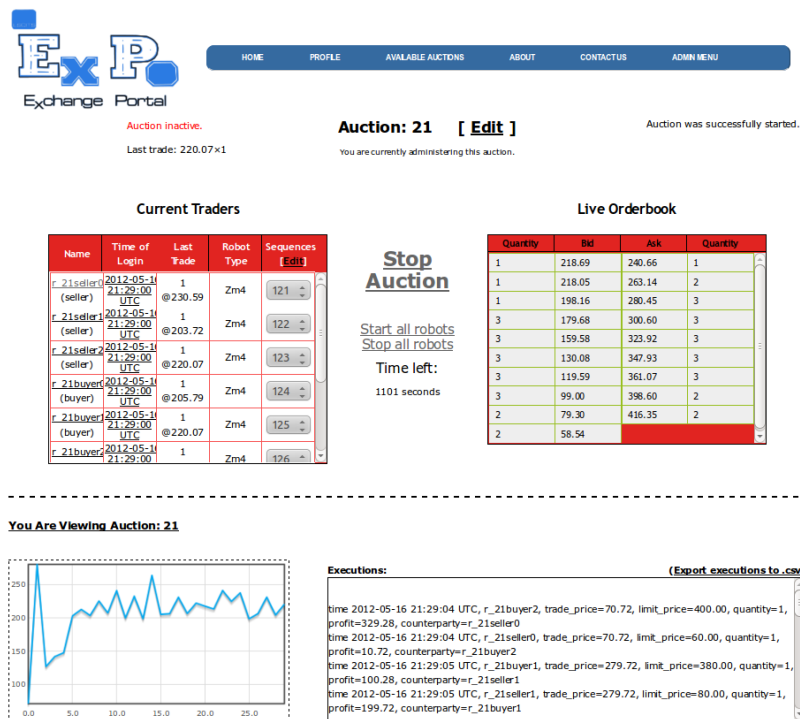 ExPo
Exchange Portal
HOME PROFILE AVAILABLE AUCTIONS ABOUT CONTACT US ADMIN MENU
Auction inactive.
Auction: 21 [ Edit ]
Auction was successfully started.
Last trade: 220.07×1
You are currently administering this auction.
Current Traders
Name Time of Login Last Trade Robot Type Sequences [Edit]
r_21seller0 (seller) 2012-05-16 21:29:00 UTC 1 @230.59 Zm4 121
r_21seller1 (seller) 2012-05-16 21:29:00 UTC 1 @203.72 Zm4 122
r_21seller2 (seller) 2012-05-16 21:29:00 UTC 1 @220.07 Zm4 123
r_21buyer0 (buyer) 2012-05-16 21:29:00 UTC 1 @205.79 Zm4 124
r_21buyer1 (buyer) 2012-05-16 21:29:00 UTC 1 @220.07 Zm4 125
r_21buyer2 2012-05-16 21:29:00 1 Zm4 126
Stop
Auction
Start all robots
Stop all robots
Time left:
1101 seconds
Live Orderbook
Quantity Bid Ask Quantity
1 218.69 240.66 1
1 218.05 263.14 2
1 198.16 280.45 3
3 179.68 300.60 3
3 159.58 323.92 3
3 130.08 347.93 3
3 119.59 361.07 3
3 99.00 398.60 2
2 79.30 416.35 2
2 58.54
You Are Viewing Auction: 21
250
200
150
100
0.0 5.0 10.0 15.0 20.0 25.0
Executions: (Export executions to .csv
time 2012-05-16 21:29:04 UTC, r_21buyer2, trade_price=70.72, limit_price=400.00, quantity=1,
profit=329.28, counterparty=r_21seller0
time 2012-05-16 21:29:04 UTC, r_21seller0, trade_price=70.72, limit_price=60.00, quantity=1,
profit=10.72, counterparty=r_21buyer2
time 2012-05-16 21:29:05 UTC, r_21buyer1, trade_price=279.72, limit_price=380.00, quantity=1,
profit=100.28, counterparty=r_21seller1
time 2012-05-16 21:29:05 UTC, r_21seller1, trade_price=279.72, limit_price=80.00, quantity=1,
profit=199.72, counterparty=r_21buyer1